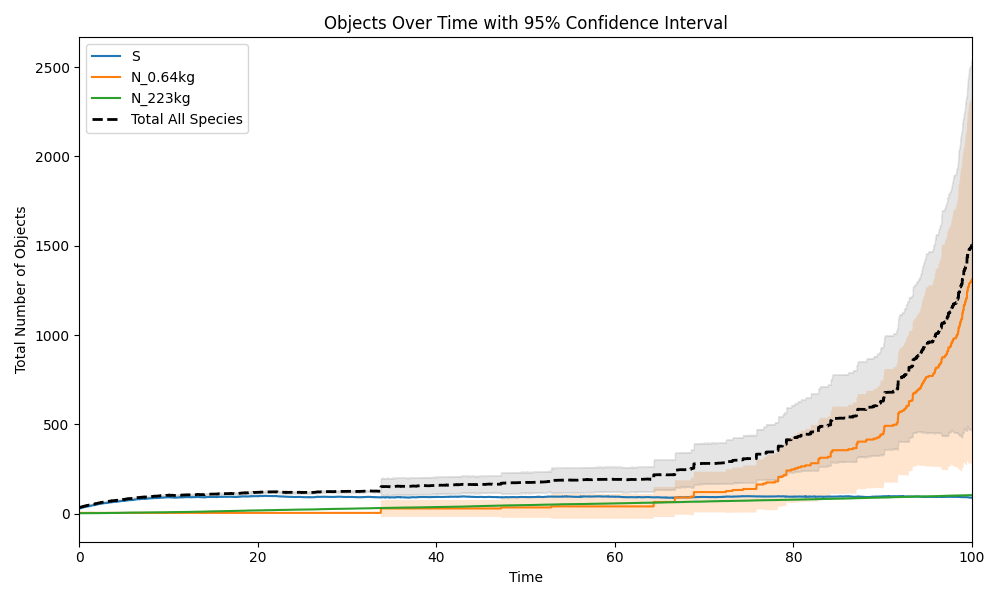 Objects Over Time with 95% Confidence Interval
S
N_0.64kg
N_223kg
Total All Species
Total Number of Objects
2500
2000
1500
1000
500
0
0 20 40 60 80 100
Time